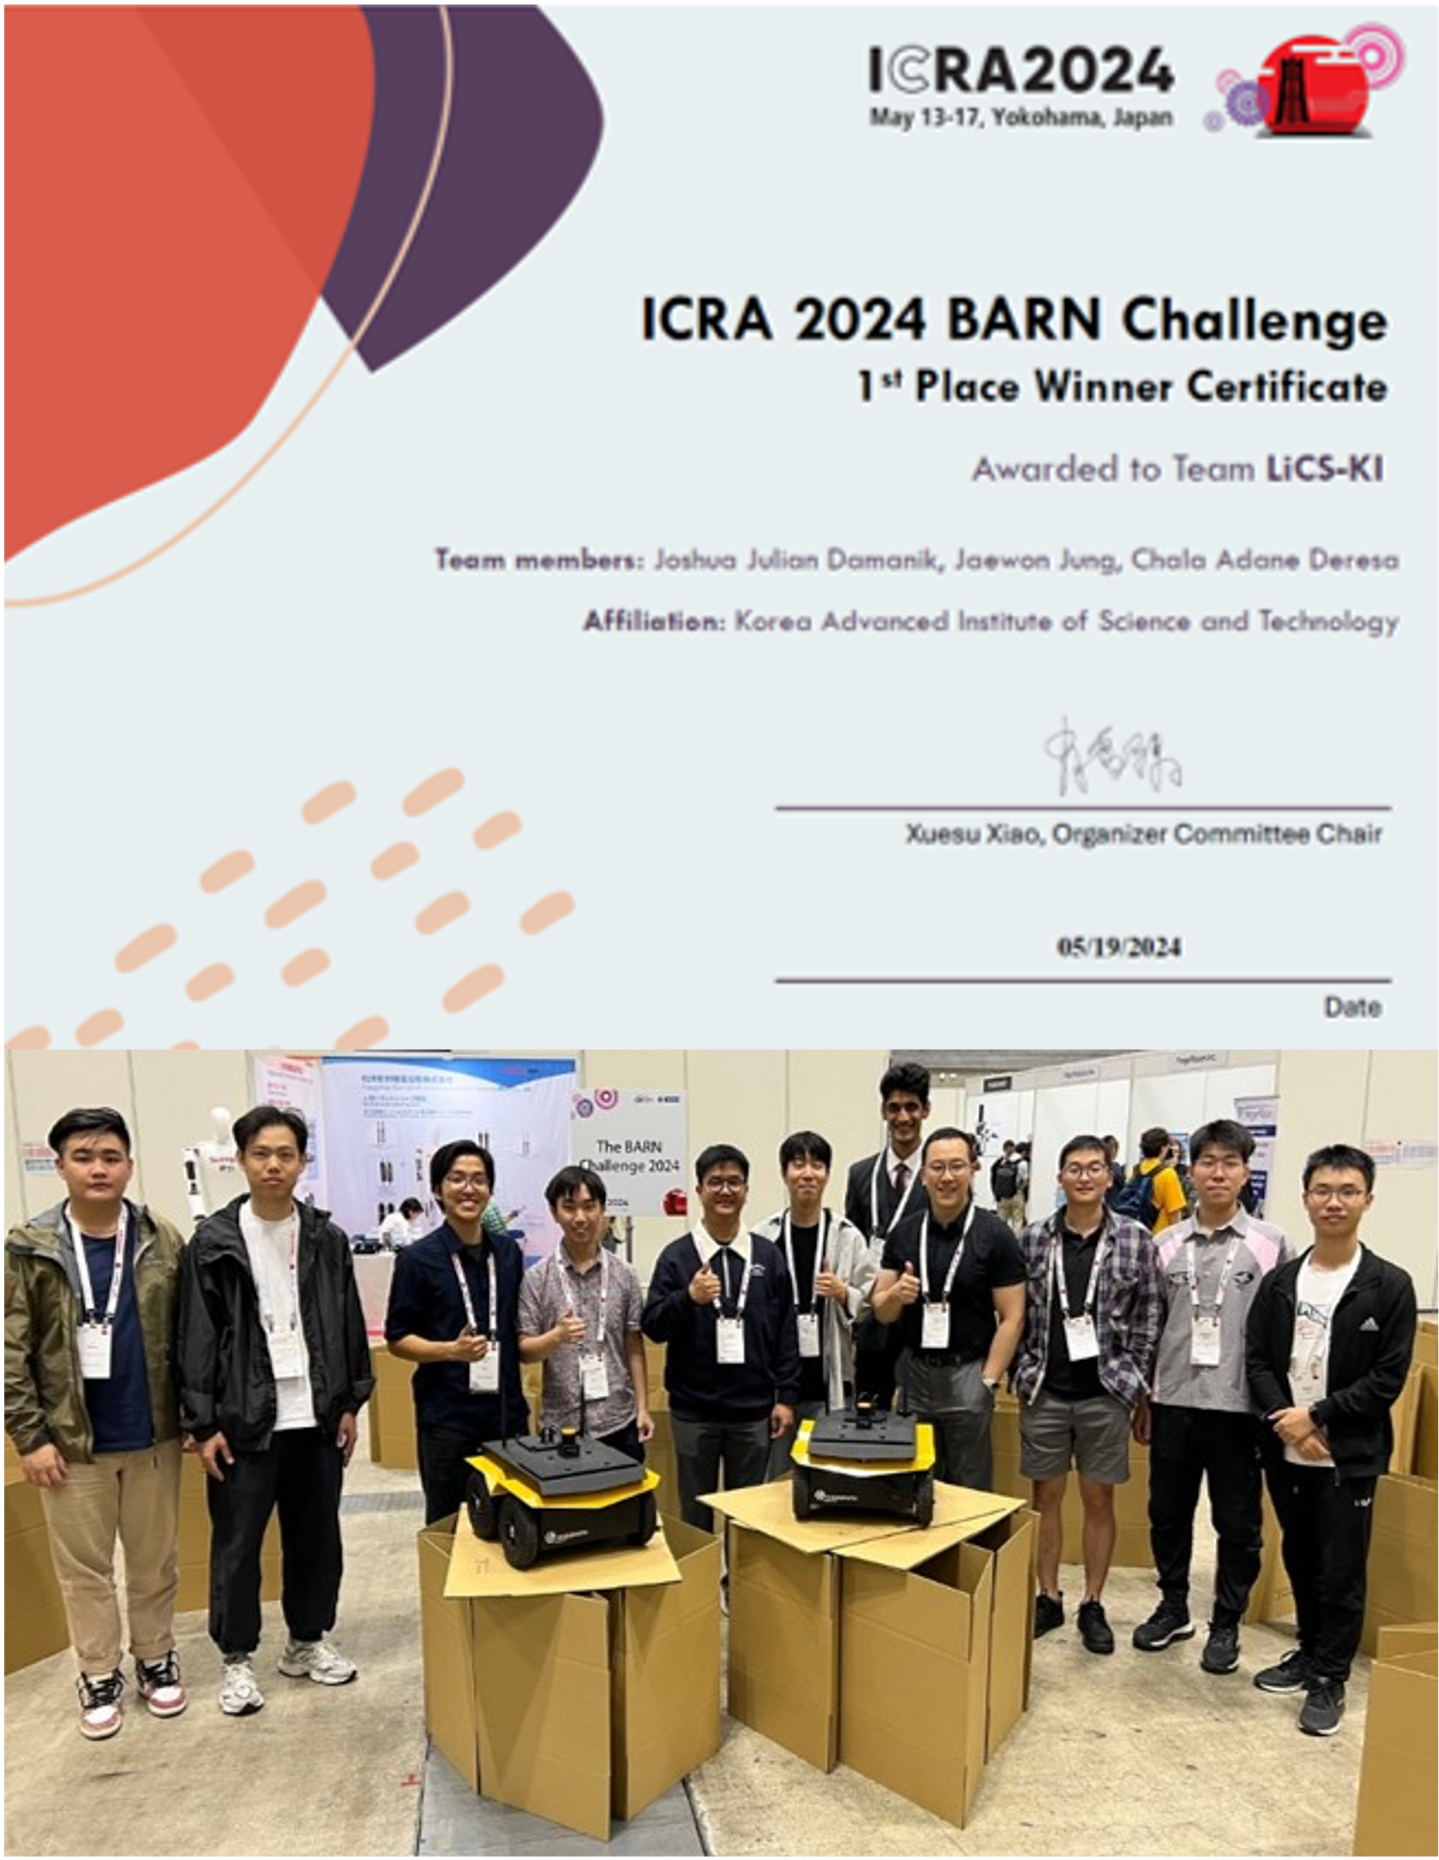 ICRA2024
May 13-17, Yokohama, Japan
ICRA 2024 BARN Challenge
1st Place Winner Certificate
Awarded to Team LiCS-KI
Team members: Joshua Julian Damanik, Jaewon Jung, Chala Adane Deresa
Affiliation: Korea Advanced Institute of Science and Technology
Xuesu Xiao, Organizer Committee Chair
05/19/2024
Date
The BARN
Challenge 2024
2024